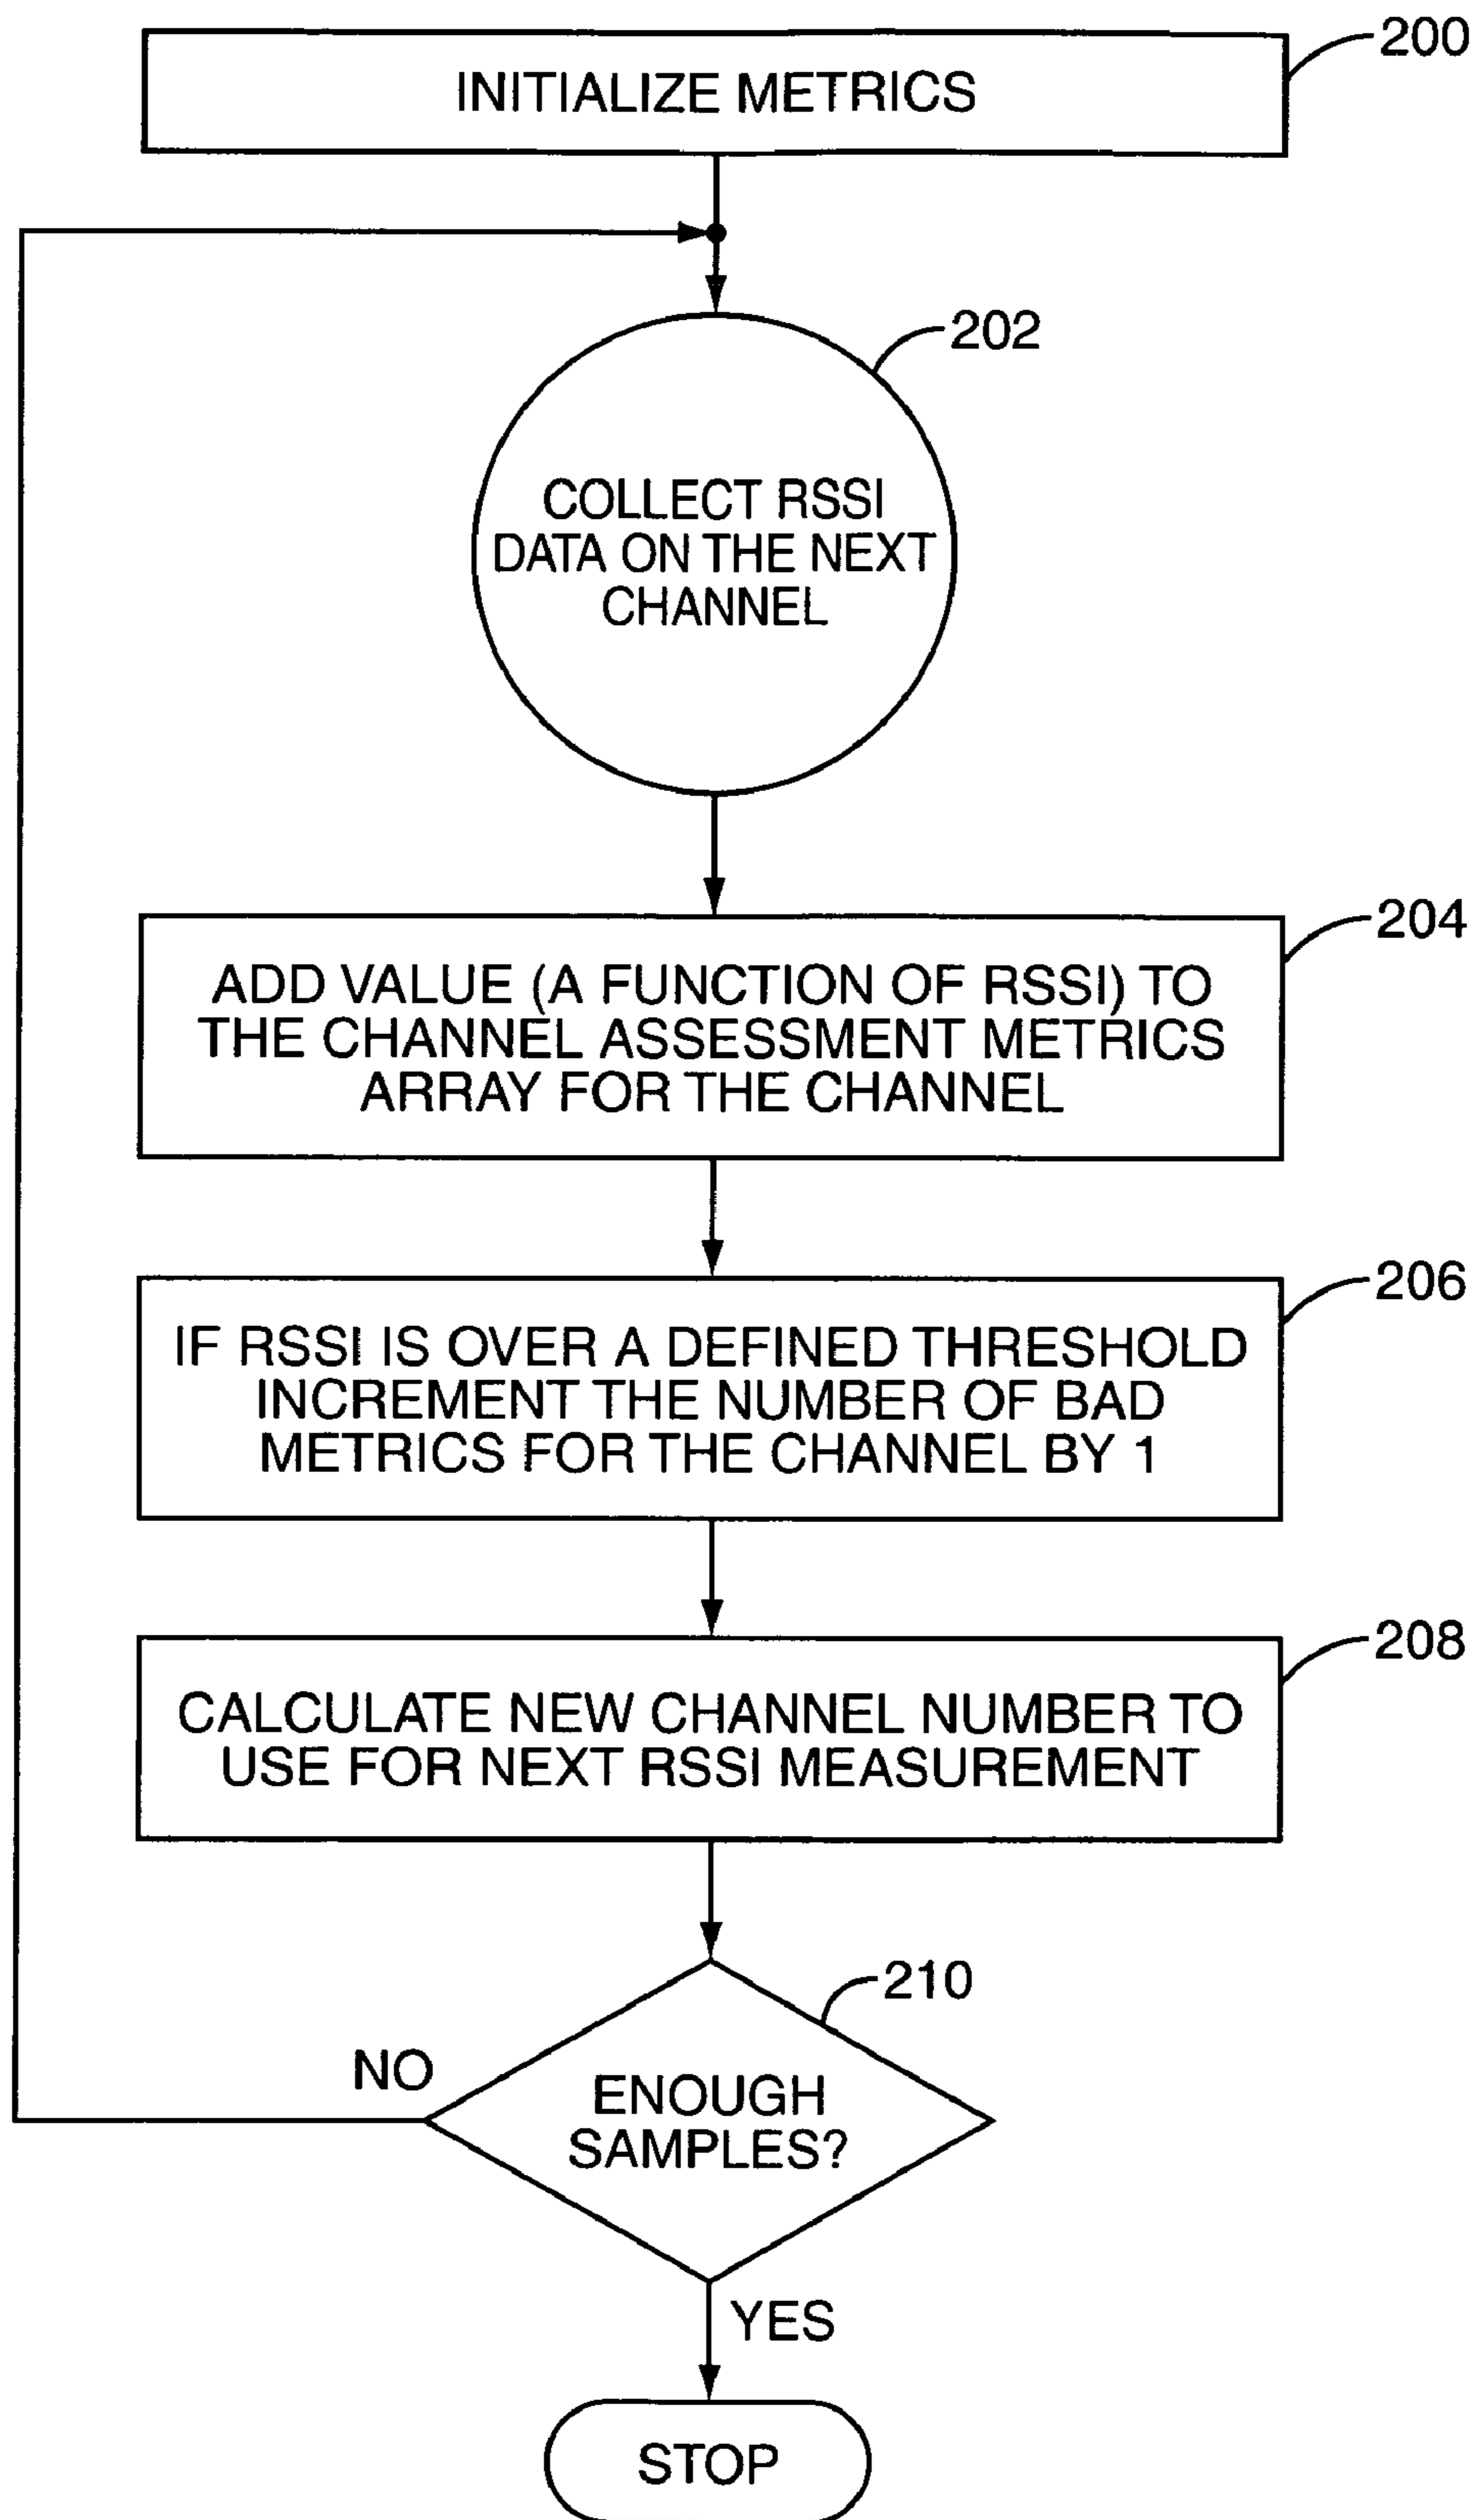 200
INITIALIZE METRICS
202
COLLECT RSSI
DATA ON THE NEXT
CHANNEL
204
ADD VALUE (A FUNCTION OF RSSI) TO
THE CHANNEL ASSESSMENT METRICS
ARRAY FOR THE CHANNEL
206
IF RSSI IS OVER A DEFINED THRESHOLD
INCREMENT THE NUMBER OF BAD
METRICS FOR THE CHANNEL BY 1
208
CALCULATE NEW CHANNEL NUMBER TO
USE FOR NEXT RSSI MEASUREMENT
210
NO
ENOUGH
SAMPLES?
YES
STOP